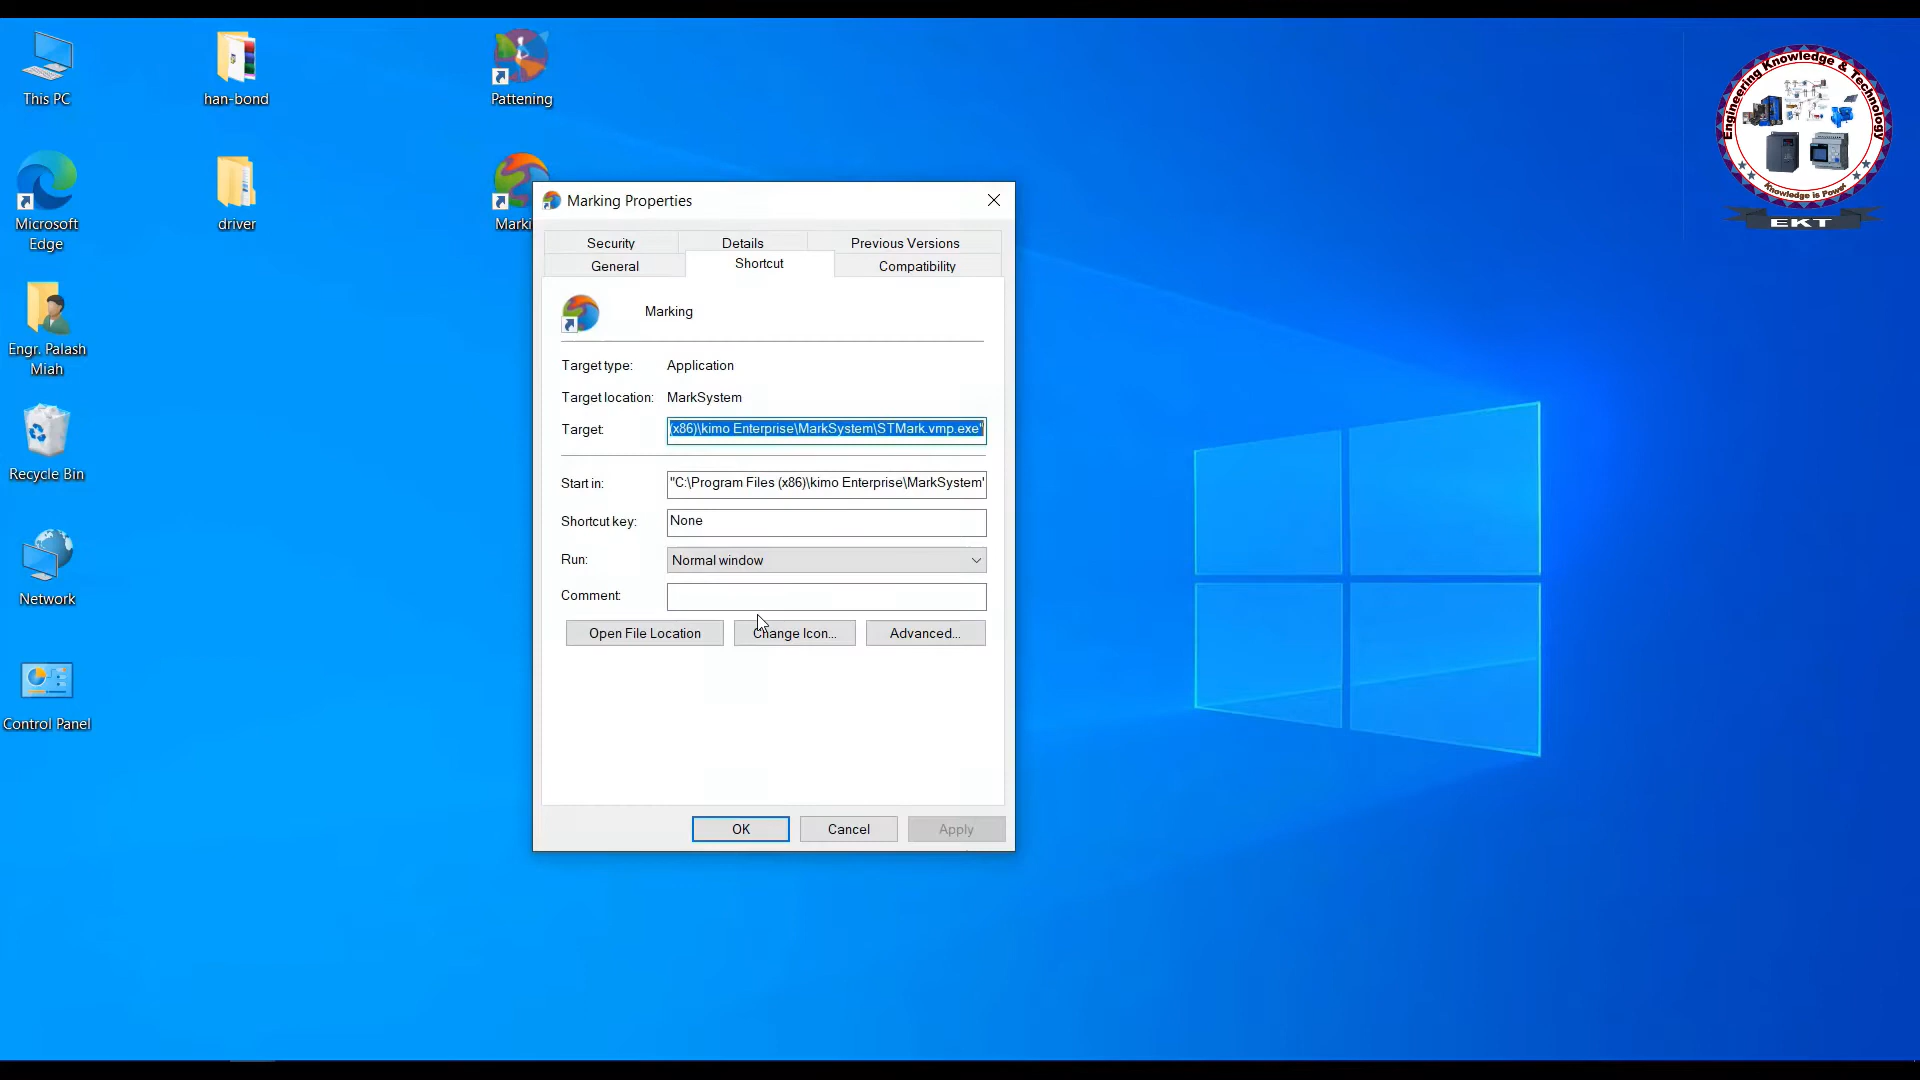 This PC
han-bond
Pattening
Microsoft
Edge
driver
Marki
Engr. Palash
Miah
Recycle Bin
Network
Control Panel
Marking Properties
Security
Details
Previous Versions
General
Shortcut
Compatibility
Marking
Target type:
Application
Target location:
MarkSystem
Target:
(x86)\kimo Enterprise\MarkSystem\STMark.vmp.exe"
Start in:
"C:\Program Files (x86)\kimo Enterprise\MarkSystem"
Shortcut key:
None
Run:
Normal window
Comment:
Open File Location
Change Icon...
Advanced...
OK
Cancel
Apply
Engineering Knowledge & Technology
Knowledge is Power
EKT